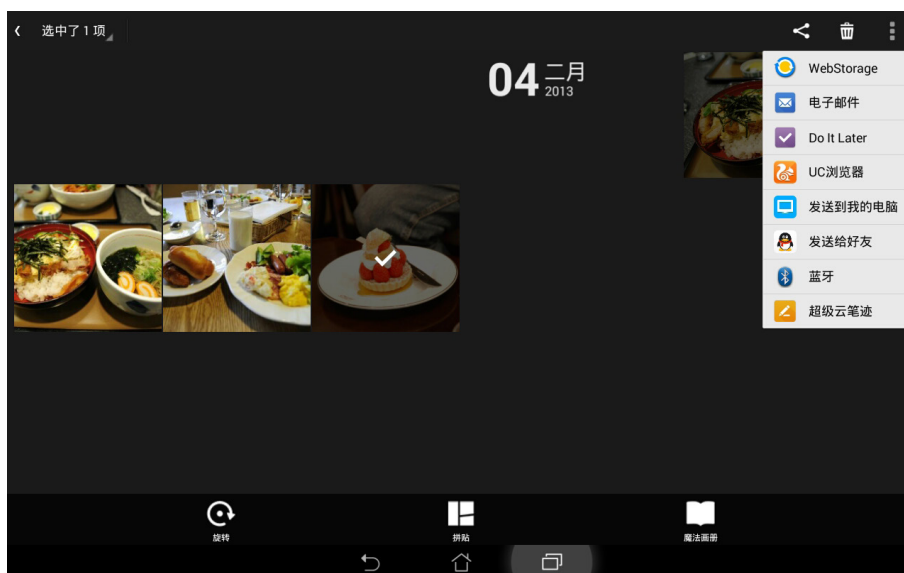 选中了 1 项
04 二月
2013
WebStorage
电子邮件
Do It Later
UC浏览器
发送到我的电脑
发送给好友
蓝牙
超级云笔迹
旋转
拼贴
魔法画册